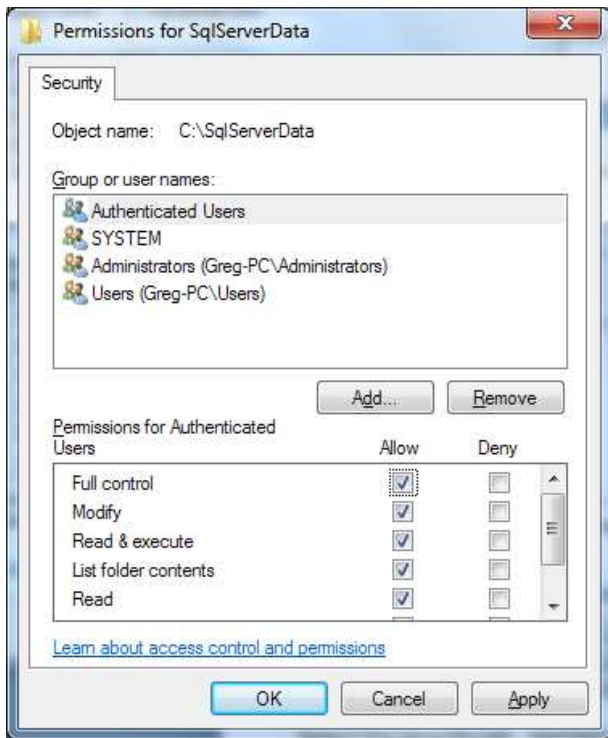 Permissions for SqlServerData
Security
Object name: C:\SqlServerData
Group or user names:
Authenticated Users
SYSTEM
Administrators (Greg-PC\Administrators)
Users (Greg-PC\Users)
Add... Remove
Permissions for Authenticated
Users Allow Deny
Full control
Modify
Read & execute
List folder contents
Read
Learn about access control and permissions
OK Cancel Apply